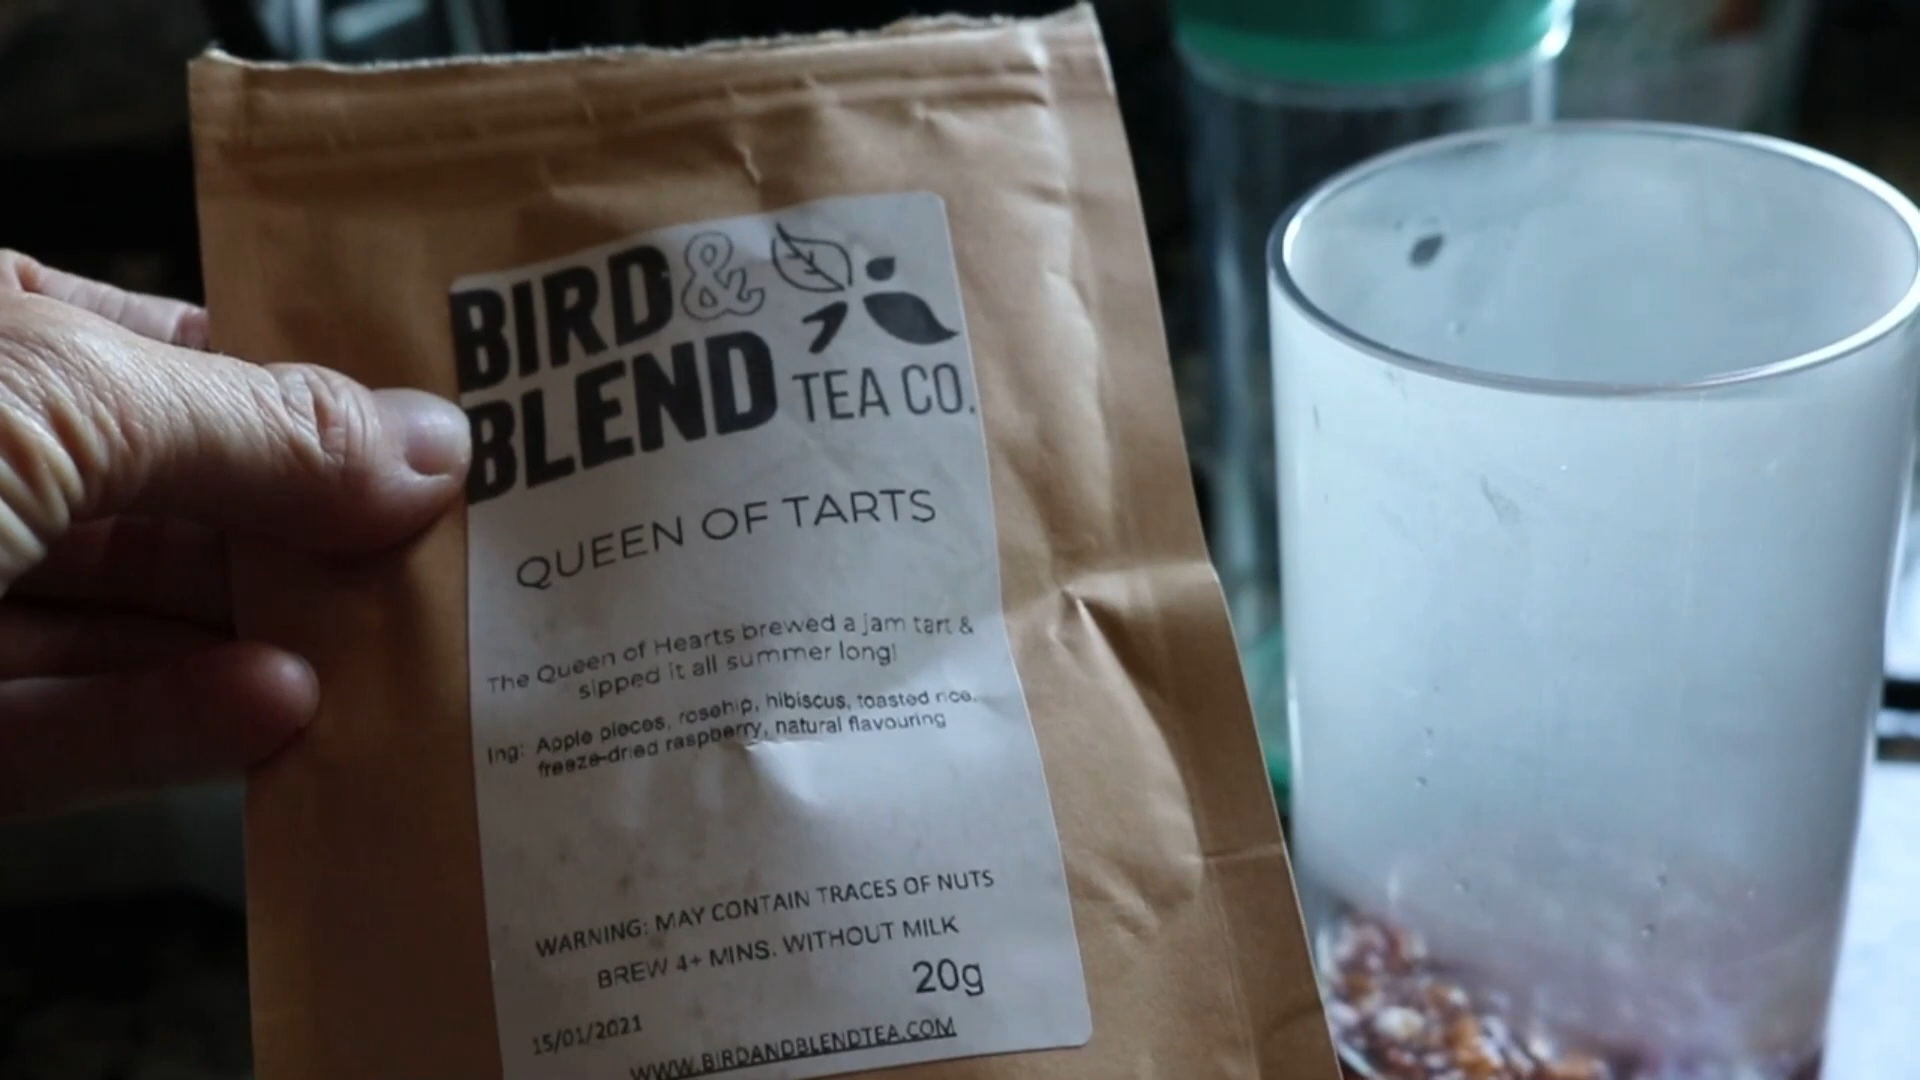 BIRD &
BLEND TEA CO.
QUEEN OF TARTS
The Queen of Hearts brewed a jam tart &
sipped it all summer long!
Ing: Apple pieces, rosehip, hibiscus, toasted rice,
freeze-dried raspberry, natural flavouring
WARNING: MAY CONTAIN TRACES OF NUTS
BREW 4+ MINS. WITHOUT MILK
20g
15/01/2021
WWW.BIRDANDBLENDTEA.COM